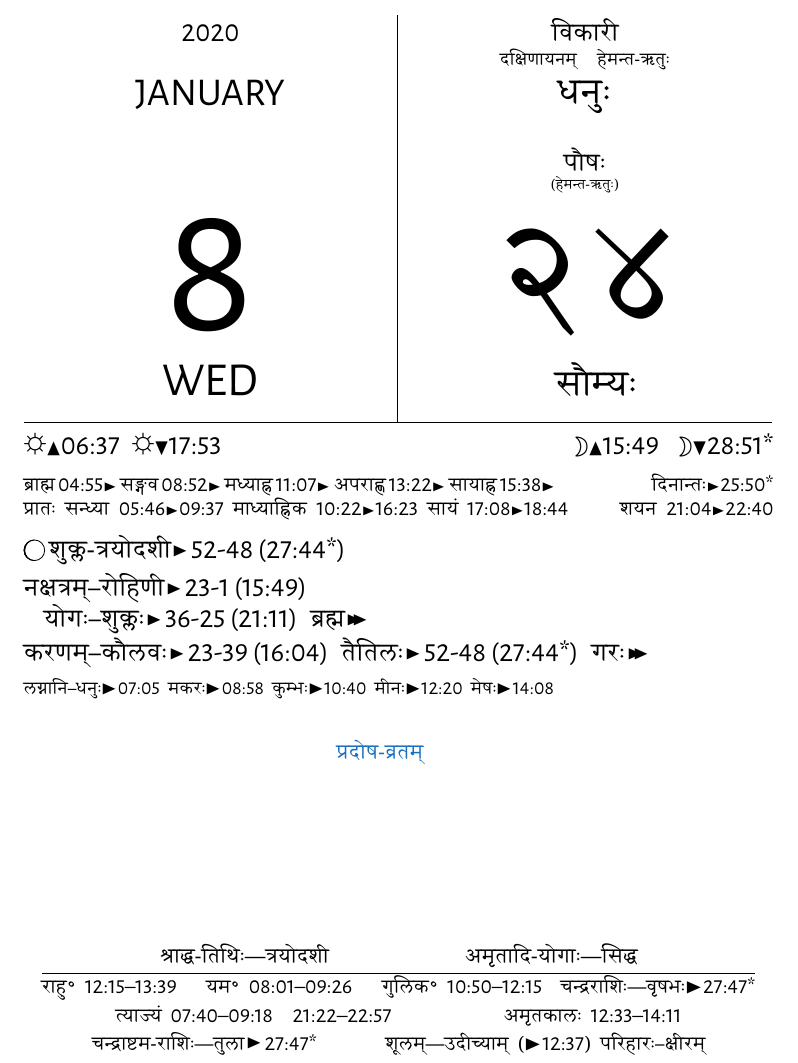 2020
JANUARY
8
WED
विकारी
दक्षिणायनम् हेमन्त-ऋतुः
धनुः
पौषः
(हेमन्त-ऋतुः)
२४
सौम्यः
☼▲06:37 ☼▼17:53 ☽▲15:49 ☽▼28:51*
ब्राह्म 04:55► सङ्गव 08:52► मध्याह्न 11:07► अपराह्ण 13:22► सायाह्न 15:38► दिनान्तः►25:50*
प्रातः सन्ध्या 05:46►09:37 माध्याह्निक 10:22►16:23 सायं 17:08►18:44 शयन 21:04►22:40
◯ शुक्ल-त्रयोदशी► 52-48 (27:44*)
नक्षत्रम्–रोहिणी► 23-1 (15:49)
योगः–शुक्लः► 36-25 (21:11) ब्रह्म►►
करणम्–कौलवः► 23-39 (16:04) तैतिलः► 52-48 (27:44*) गरः►►
लग्नानि–धनुः► 07:05 मकरः► 08:58 कुम्भः►10:40 मीनः►12:20 मेषः►14:08
प्रदोष-व्रतम्
श्राद्ध-तिथिः—त्रयोदशी अमृतादि-योगाः—सिद्ध
राहु॰ 12:15–13:39 यम॰ 08:01–09:26 गुलिक॰ 10:50–12:15 चन्द्रराशिः—वृषभः►27:47*
त्याज्यं 07:40–09:18 21:22–22:57 अमृतकालः 12:33–14:11
चन्द्राष्टम-राशिः—तुला► 27:47* शूलम्—उदीच्याम् (►12:37) परिहारः–क्षीरम्